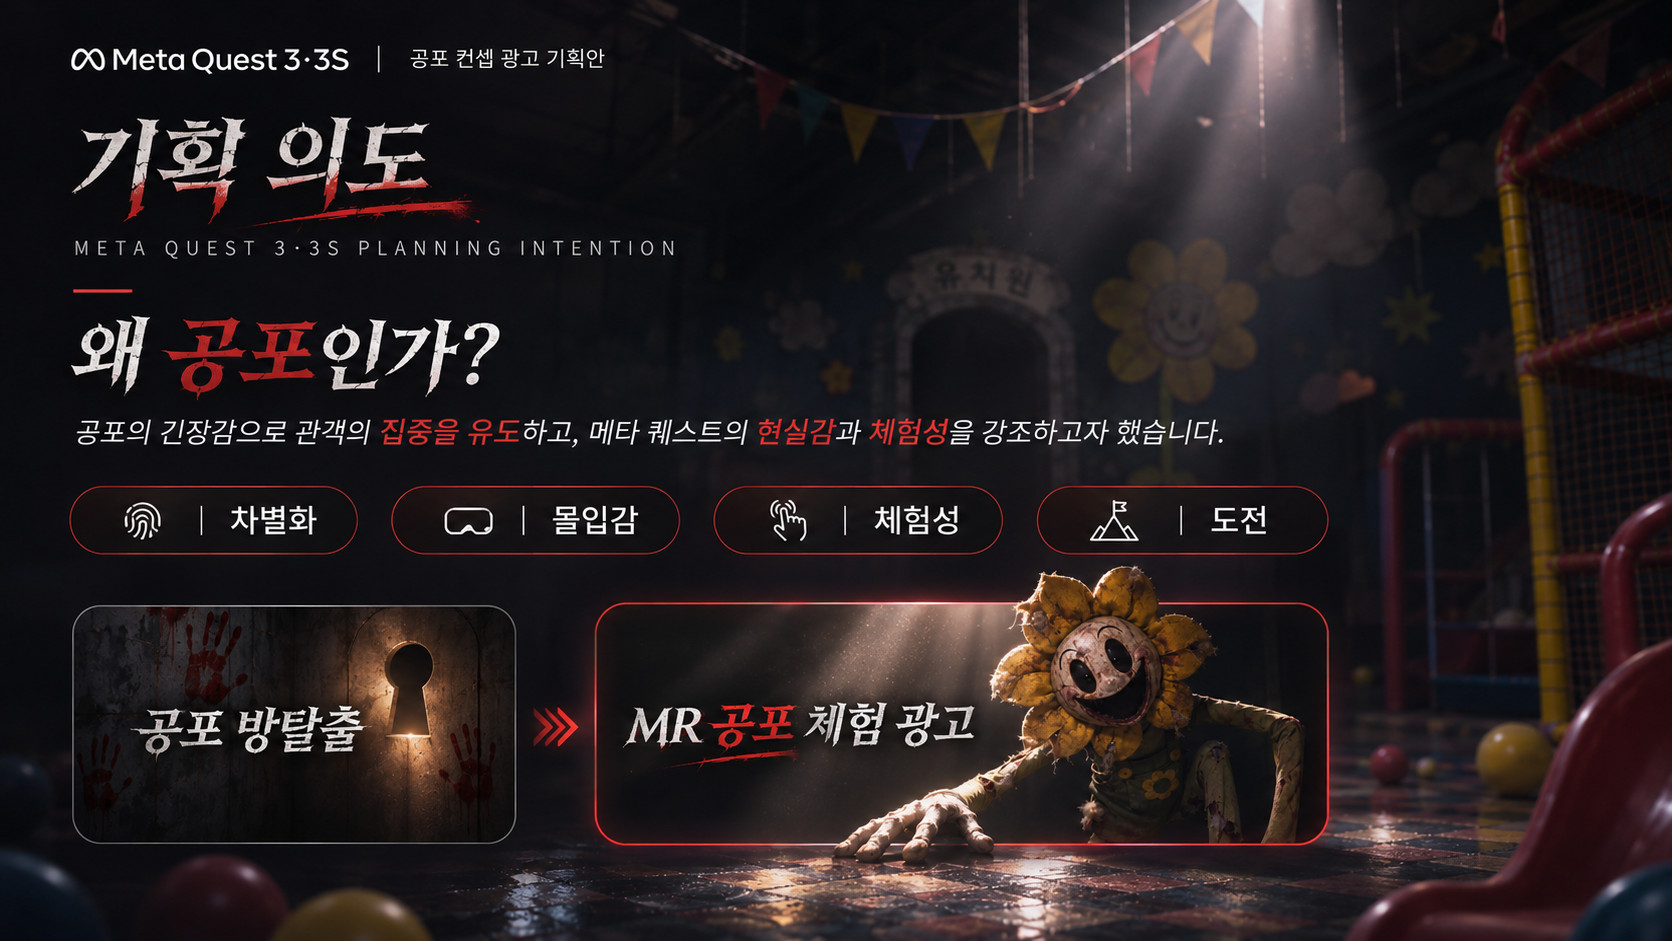 Meta Quest 3·3S | 공포 컨셉 광고 기획안
기획 의도
META QUEST 3·3S PLANNING INTENTION
왜 공포인가?
공포의 긴장감으로 관객의 집중을 유도하고, 메타 퀘스트의 현실감과 체험성을 강조하고자 했습니다.
차별화
몰입감
체험성
도전
공포 방탈출
MR 공포 체험 광고
유치원